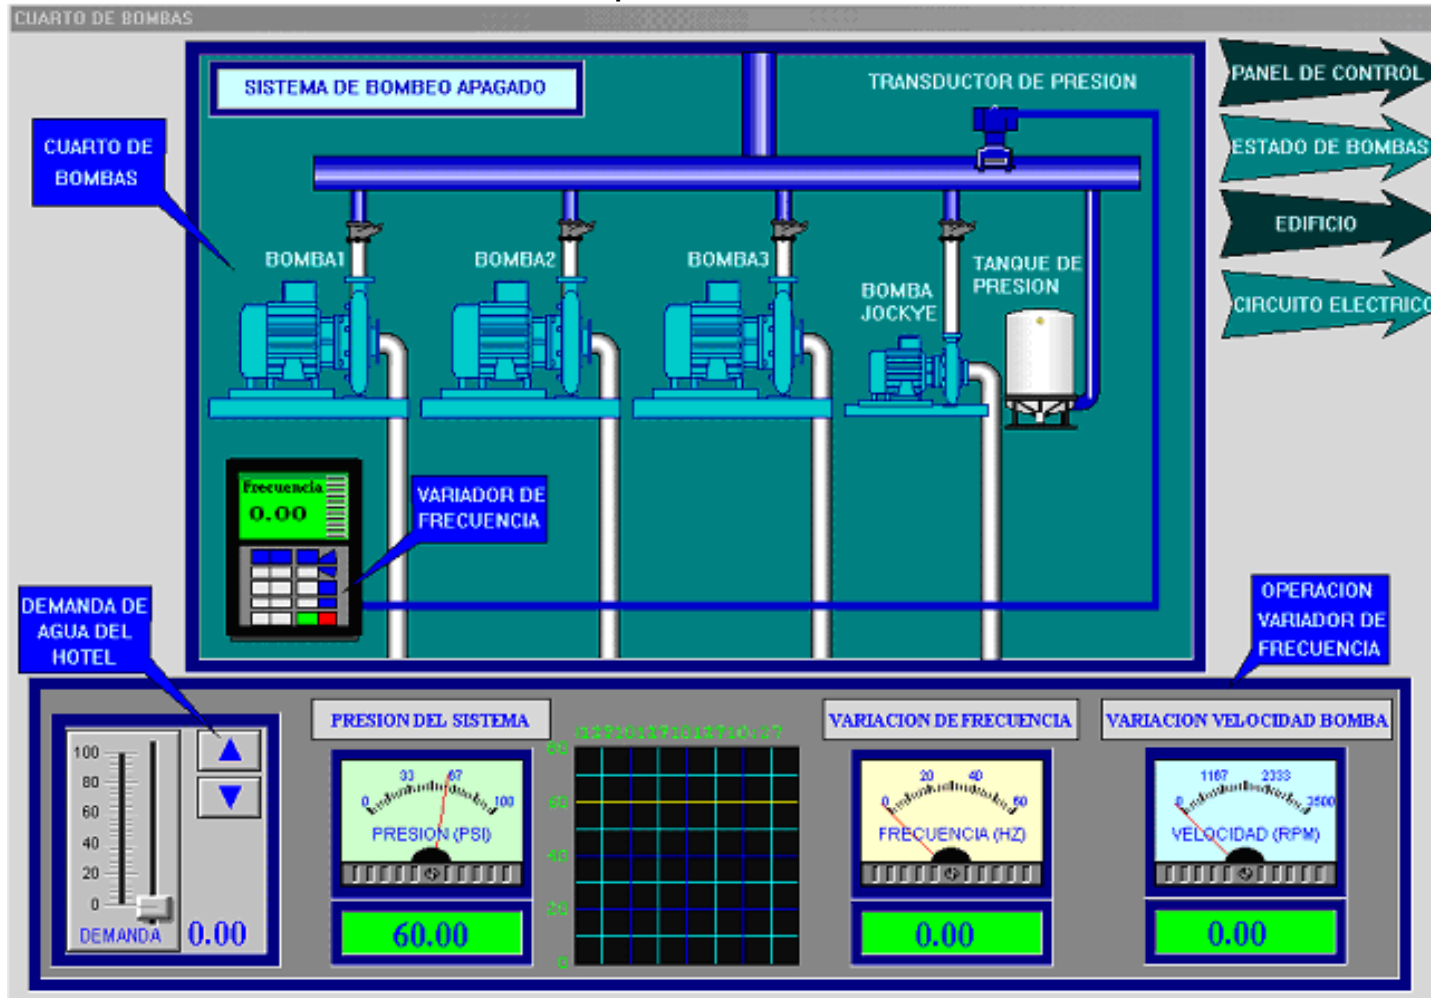 CUARTO DE BOMBAS
SISTEMA DE BOMBEO APAGADO
TRANSDUCTOR DE PRESION
PANEL DE CONTROL
ESTADO DE BOMBAS
EDIFICIO
CIRCUITO ELECTRICO
CUARTO DE
BOMBAS
BOMBA1
BOMBA2
BOMBA3
BOMBA
JOCKYE
TANQUE DE
PRESION
Frecuencia
0.00
VARIADOR DE
FRECUENCIA
DEMANDA DE
AGUA DEL
HOTEL
OPERACION
VARIADOR DE
FRECUENCIA
100
80
60
40
20
0
DEMANDA
0.00
PRESION DEL SISTEMA
0
33
67
100
PRESION (PSI)
60.00
80
60
40
20
0
VARIACION DE FRECUENCIA
0
20
40
60
FRECUENCIA (HZ)
0.00
VARIACION VELOCIDAD BOMBA
0
1167
2333
3500
VELOCIDAD (RPM)
0.00